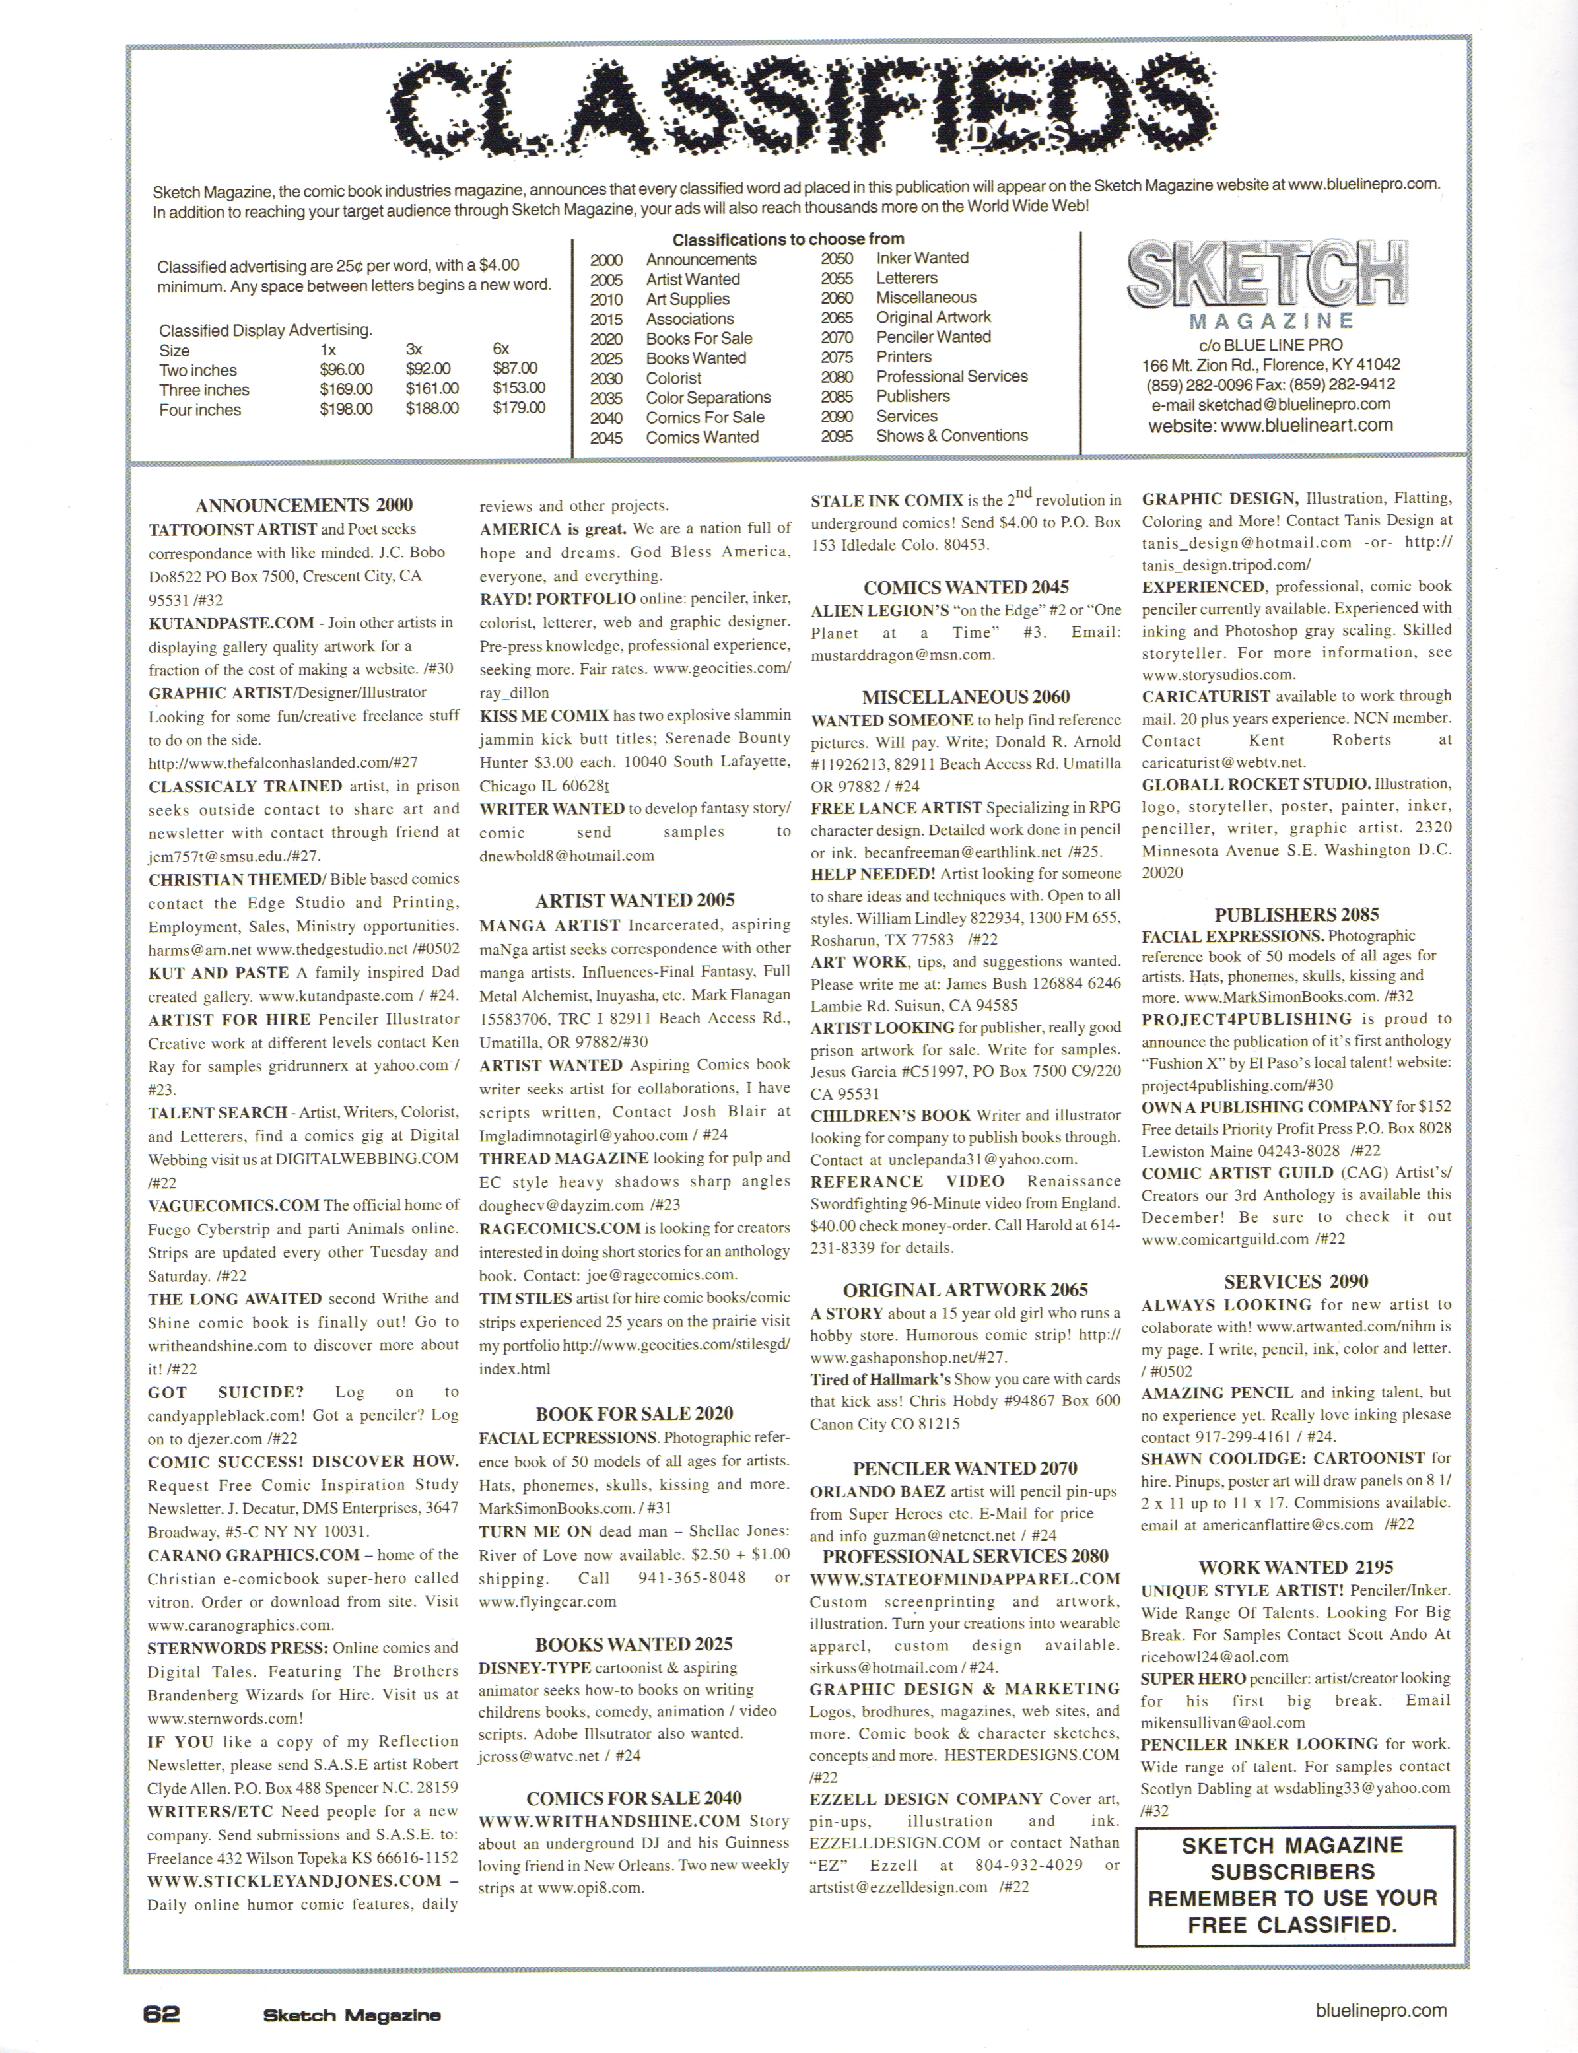 CLASSIFIEDS
Sketch Magazine, the comic book industries magazine, announces that every classified word ad placed in this publication will appear on the Sketch Magazine website at www.bluelinepro.com.
In addition to reaching your target audience through Sketch Magazine, your ads will also reach thousands more on the World Wide Web!
Classified advertising are 25¢ per word, with a $4.00
minimum. Any space between letters begins a new word.
Classified Display Advertising.
Size 1x 3x 6x
Two inches $96.00 $92.00 $87.00
Three inches $169.00 $161.00 $153.00
Four inches $198.00 $188.00 $179.00
Classifications to choose from
2000 Announcements 2050 Inker Wanted
2005 Artist Wanted 2055 Letterers
2010 Art Supplies 2060 Miscellaneous
2015 Associations 2065 Original Artwork
2020 Books For Sale 2070 Penciler Wanted
2025 Books Wanted 2075 Printers
2030 Colorist 2080 Professional Services
2035 Color Separations 2085 Publishers
2040 Comics For Sale 2090 Services
2045 Comics Wanted 2095 Shows & Conventions
SKETCH
MAGAZINE
c/o BLUE LINE PRO
166 Mt. Zion Rd., Florence, KY 41042
(859) 282-0096 Fax: (859) 282-9412
e-mail sketchad@bluelinepro.com
website: www.bluelineart.com
ANNOUNCEMENTS 2000
TATTOOINST ARTIST and Poet seeks
correspondance with like minded. J.C. Bobo
Do8522 PO Box 7500, Crescent City, CA
95531 /#32
KUTANDPASTE.COM - Join other artists in
displaying gallery quality artwork for a
fraction of the cost of making a website. /#30
GRAPHIC ARTIST/Designer/Illustrator
Looking for some fun/creative freelance stuff
to do on the side.
http://www.thefalconhaslanded.com/#27
CLASSICALY TRAINED artist, in prison
seeks outside contact to share art and
newsletter with contact through friend at
jem757t@smsu.edu./#27.
CHRISTIAN THEMED/ Bible based comics
contact the Edge Studio and Printing,
Employment, Sales, Ministry opportunities.
harms@arn.net www.thedgestudio.net /#0502
KUT AND PASTE A family inspired Dad
created gallery. www.kutandpaste.com / #24.
ARTIST FOR HIRE Penciler Illustrator
Creative work at different levels contact Ken
Ray for samples gridrunnerx at yahoo.com /
#23.
TALENT SEARCH - Artist, Writers, Colorist,
and Letterers, find a comics gig at Digital
Webbing visit us at DIGITALWEBBING.COM
/#22
VAGUECOMICS.COM The official home of
Fuego Cyberstrip and parti Animals online.
Strips are updated every other Tuesday and
Saturday. /#22
THE LONG AWAITED second Writhe and
Shine comic book is finally out! Go to
writheandshine.com to discover more about
it! /#22
GOT SUICIDE? Log on to
candyappleblack.com! Got a penciler? Log
on to djezer.com /#22
COMIC SUCCESS! DISCOVER HOW.
Request Free Comic Inspiration Study
Newsletter. J. Decatur, DMS Enterprises, 3647
Broadway, #5-C NY NY 10031.
CARANO GRAPHICS.COM – home of the
Christian e-comicbook super-hero called
vitron. Order or download from site. Visit
www.caranographics.com.
STERNWORDS PRESS: Online comics and
Digital Tales. Featuring The Brothers
Brandenberg Wizards for Hire. Visit us at
www.sternwords.com!
IF YOU like a copy of my Reflection
Newsletter, please send S.A.S.E artist Robert
Clyde Allen. P.O. Box 488 Spencer N.C. 28159
WRITERS/ETC Need people for a new
company. Send submissions and S.A.S.E. to:
Freelance 432 Wilson Topeka KS 66616-1152
WWW.STICKLEYANDJONES.COM –
Daily online humor comic features, daily
reviews and other projects.
AMERICA is great. We are a nation full of
hope and dreams. God Bless America,
everyone, and everything.
RAYD! PORTFOLIO online: penciler, inker,
colorist, letterer, web and graphic designer.
Pre-press knowledge, professional experience,
seeking more. Fair rates. www.geocities.com/
ray_dillon
KISS ME COMIX has two explosive slammin
jammin kick butt titles; Serenade Bounty
Hunter $3.00 each. 10040 South Lafayette,
Chicago IL 60628t
WRITER WANTED to develop fantasy story/
comic send samples to
dnewbold8@hotmail.com
ARTIST WANTED 2005
MANGA ARTIST Incarcerated, aspiring
maNga artist seeks correspondence with other
manga artists. Influences-Final Fantasy, Full
Metal Alchemist, Inuyasha, etc. Mark Flanagan
15583706, TRC I 82911 Beach Access Rd.,
Umatilla, OR 97882/#30
ARTIST WANTED Aspiring Comics book
writer seeks artist for collaborations, I have
scripts written, Contact Josh Blair at
Imgladimnotagirl@yahoo.com / #24
THREAD MAGAZINE looking for pulp and
EC style heavy shadows sharp angles
doughecv@dayzim.com /#23
RAGECOMICS.COM is looking for creators
interested in doing short stories for an anthology
book. Contact: joe@ragecomics.com.
TIM STILES artist for hire comic books/comic
strips experienced 25 years on the prairie visit
my portfolio http://www.geocities.com/stilesgd/
index.html
BOOK FOR SALE 2020
FACIAL ECPRESSIONS. Photographic refer-
ence book of 50 models of all ages for artists.
Hats, phonemes, skulls, kissing and more.
MarkSimonBooks.com. / #31
TURN ME ON dead man – Shellac Jones:
River of Love now available. $2.50 + $1.00
shipping. Call 941-365-8048 or
www.flyingcar.com
BOOKS WANTED 2025
DISNEY-TYPE cartoonist & aspiring
animator seeks how-to books on writing
childrens books, comedy, animation / video
scripts. Adobe Illsutrator also wanted.
jcross@watvc.net / #24
COMICS FOR SALE 2040
WWW.WRITHANDSHINE.COM Story
about an underground DJ and his Guinness
loving friend in New Orleans. Two new weekly
strips at www.opi8.com.
STALE INK COMIX is the 2nd revolution in
underground comics! Send $4.00 to P.O. Box
153 Idledale Colo. 80453.
COMICS WANTED 2045
ALIEN LEGION'S “on the Edge” #2 or “One
Planet at a Time” #3. Email:
mustarddragon@msn.com.
MISCELLANEOUS 2060
WANTED SOMEONE to help find reference
pictures. Will pay. Write; Donald R. Arnold
#11926213, 82911 Beach Access Rd. Umatilla
OR 97882 / #24
FREE LANCE ARTIST Specializing in RPG
character design. Detailed work done in pencil
or ink. becanfreeman@earthlink.net /#25.
HELP NEEDED! Artist looking for someone
to share ideas and techniques with. Open to all
styles. William Lindley 822934, 1300 FM 655,
Rosharun, TX 77583 /#22
ART WORK, tips, and suggestions wanted.
Please write me at: James Bush 126884 6246
Lambie Rd. Suisun, CA 94585
ARTIST LOOKING for publisher, really good
prison artwork for sale. Write for samples.
Jesus Garcia #C51997, PO Box 7500 C9/220
CA 95531
CHILDREN'S BOOK Writer and illustrator
looking for company to publish books through.
Contact at unclepanda31@yahoo.com.
REFERANCE VIDEO Renaissance
Swordfighting 96-Minute video from England.
$40.00 check money-order. Call Harold at 614-
231-8339 for details.
ORIGINAL ARTWORK 2065
A STORY about a 15 year old girl who runs a
hobby store. Humorous comic strip! http://
www.gashaponshop.net/#27.
Tired of Hallmark's Show you care with cards
that kick ass! Chris Hobdy #94867 Box 600
Canon City CO 81215
PENCILER WANTED 2070
ORLANDO BAEZ artist will pencil pin-ups
from Super Heroes etc. E-Mail for price
and info guzman@netcnct.net / #24
PROFESSIONAL SERVICES 2080
WWW.STATEOFMINDAPPAREL.COM
Custom screenprinting and artwork,
illustration. Turn your creations into wearable
apparel, custom design available.
sirkuss@hotmail.com / #24.
GRAPHIC DESIGN & MARKETING
Logos, brodhures, magazines, web sites, and
more. Comic book & character sketches,
concepts and more. HESTERDESIGNS.COM
/#22
EZZELL DESIGN COMPANY Cover art,
pin-ups, illustration and ink.
EZZELLDESIGN.COM or contact Nathan
“EZ” Ezzell at 804-932-4029 or
artstist@ezzelldesign.com /#22
GRAPHIC DESIGN, Illustration, Flatting,
Coloring and More! Contact Tanis Design at
tanis_design@hotmail.com -or- http://
tanis_design.tripod.com/
EXPERIENCED, professional, comic book
penciler currently available. Experienced with
inking and Photoshop gray scaling. Skilled
storyteller. For more information, see
www.storysudios.com.
CARICATURIST available to work through
mail. 20 plus years experience. NCN member.
Contact Kent Roberts at
caricaturist@webtv.net.
GLOBALL ROCKET STUDIO. Illustration,
logo, storyteller, poster, painter, inker,
penciller, writer, graphic artist. 2320
Minnesota Avenue S.E. Washington D.C.
20020
PUBLISHERS 2085
FACIAL EXPRESSIONS. Photographic
reference book of 50 models of all ages for
artists. Hats, phonemes, skulls, kissing and
more. www.MarkSimonBooks.com. /#32
PROJECT4PUBLISHING is proud to
announce the publication of it's first anthology
“Fushion X” by El Paso's local talent! website:
project4publishing.com/#30
OWN A PUBLISHING COMPANY for $152
Free details Priority Profit Press P.O. Box 8028
Lewiston Maine 04243-8028 /#22
COMIC ARTIST GUILD (CAG) Artist's/
Creators our 3rd Anthology is available this
December! Be sure to check it out
www.comicartguild.com /#22
SERVICES 2090
ALWAYS LOOKING for new artist to
colaborate with! www.artwanted.com/nihm is
my page. I write, pencil, ink, color and letter.
/ #0502
AMAZING PENCIL and inking talent, but
no experience yet. Really love inking plesase
contact 917-299-4161 / #24.
SHAWN COOLIDGE: CARTOONIST for
hire. Pinups, poster art will draw panels on 8 1/
2 x 11 up to 11 x 17. Commisions available.
email at americanflattire@cs.com /#22
WORK WANTED 2195
UNIQUE STYLE ARTIST! Penciler/Inker.
Wide Range Of Talents. Looking For Big
Break. For Samples Contact Scott Ando At
ricebowl24@aol.com
SUPER HERO penciller: artist/creator looking
for his first big break. Email
mikensullivan@aol.com
PENCILER INKER LOOKING for work.
Wide range of talent. For samples contact
Scotlyn Dabling at wsdabling33@yahoo.com
/#32
SKETCH MAGAZINE
SUBSCRIBERS
REMEMBER TO USE YOUR
FREE CLASSIFIED.
62 Sketch Magazine
bluelinepro.com